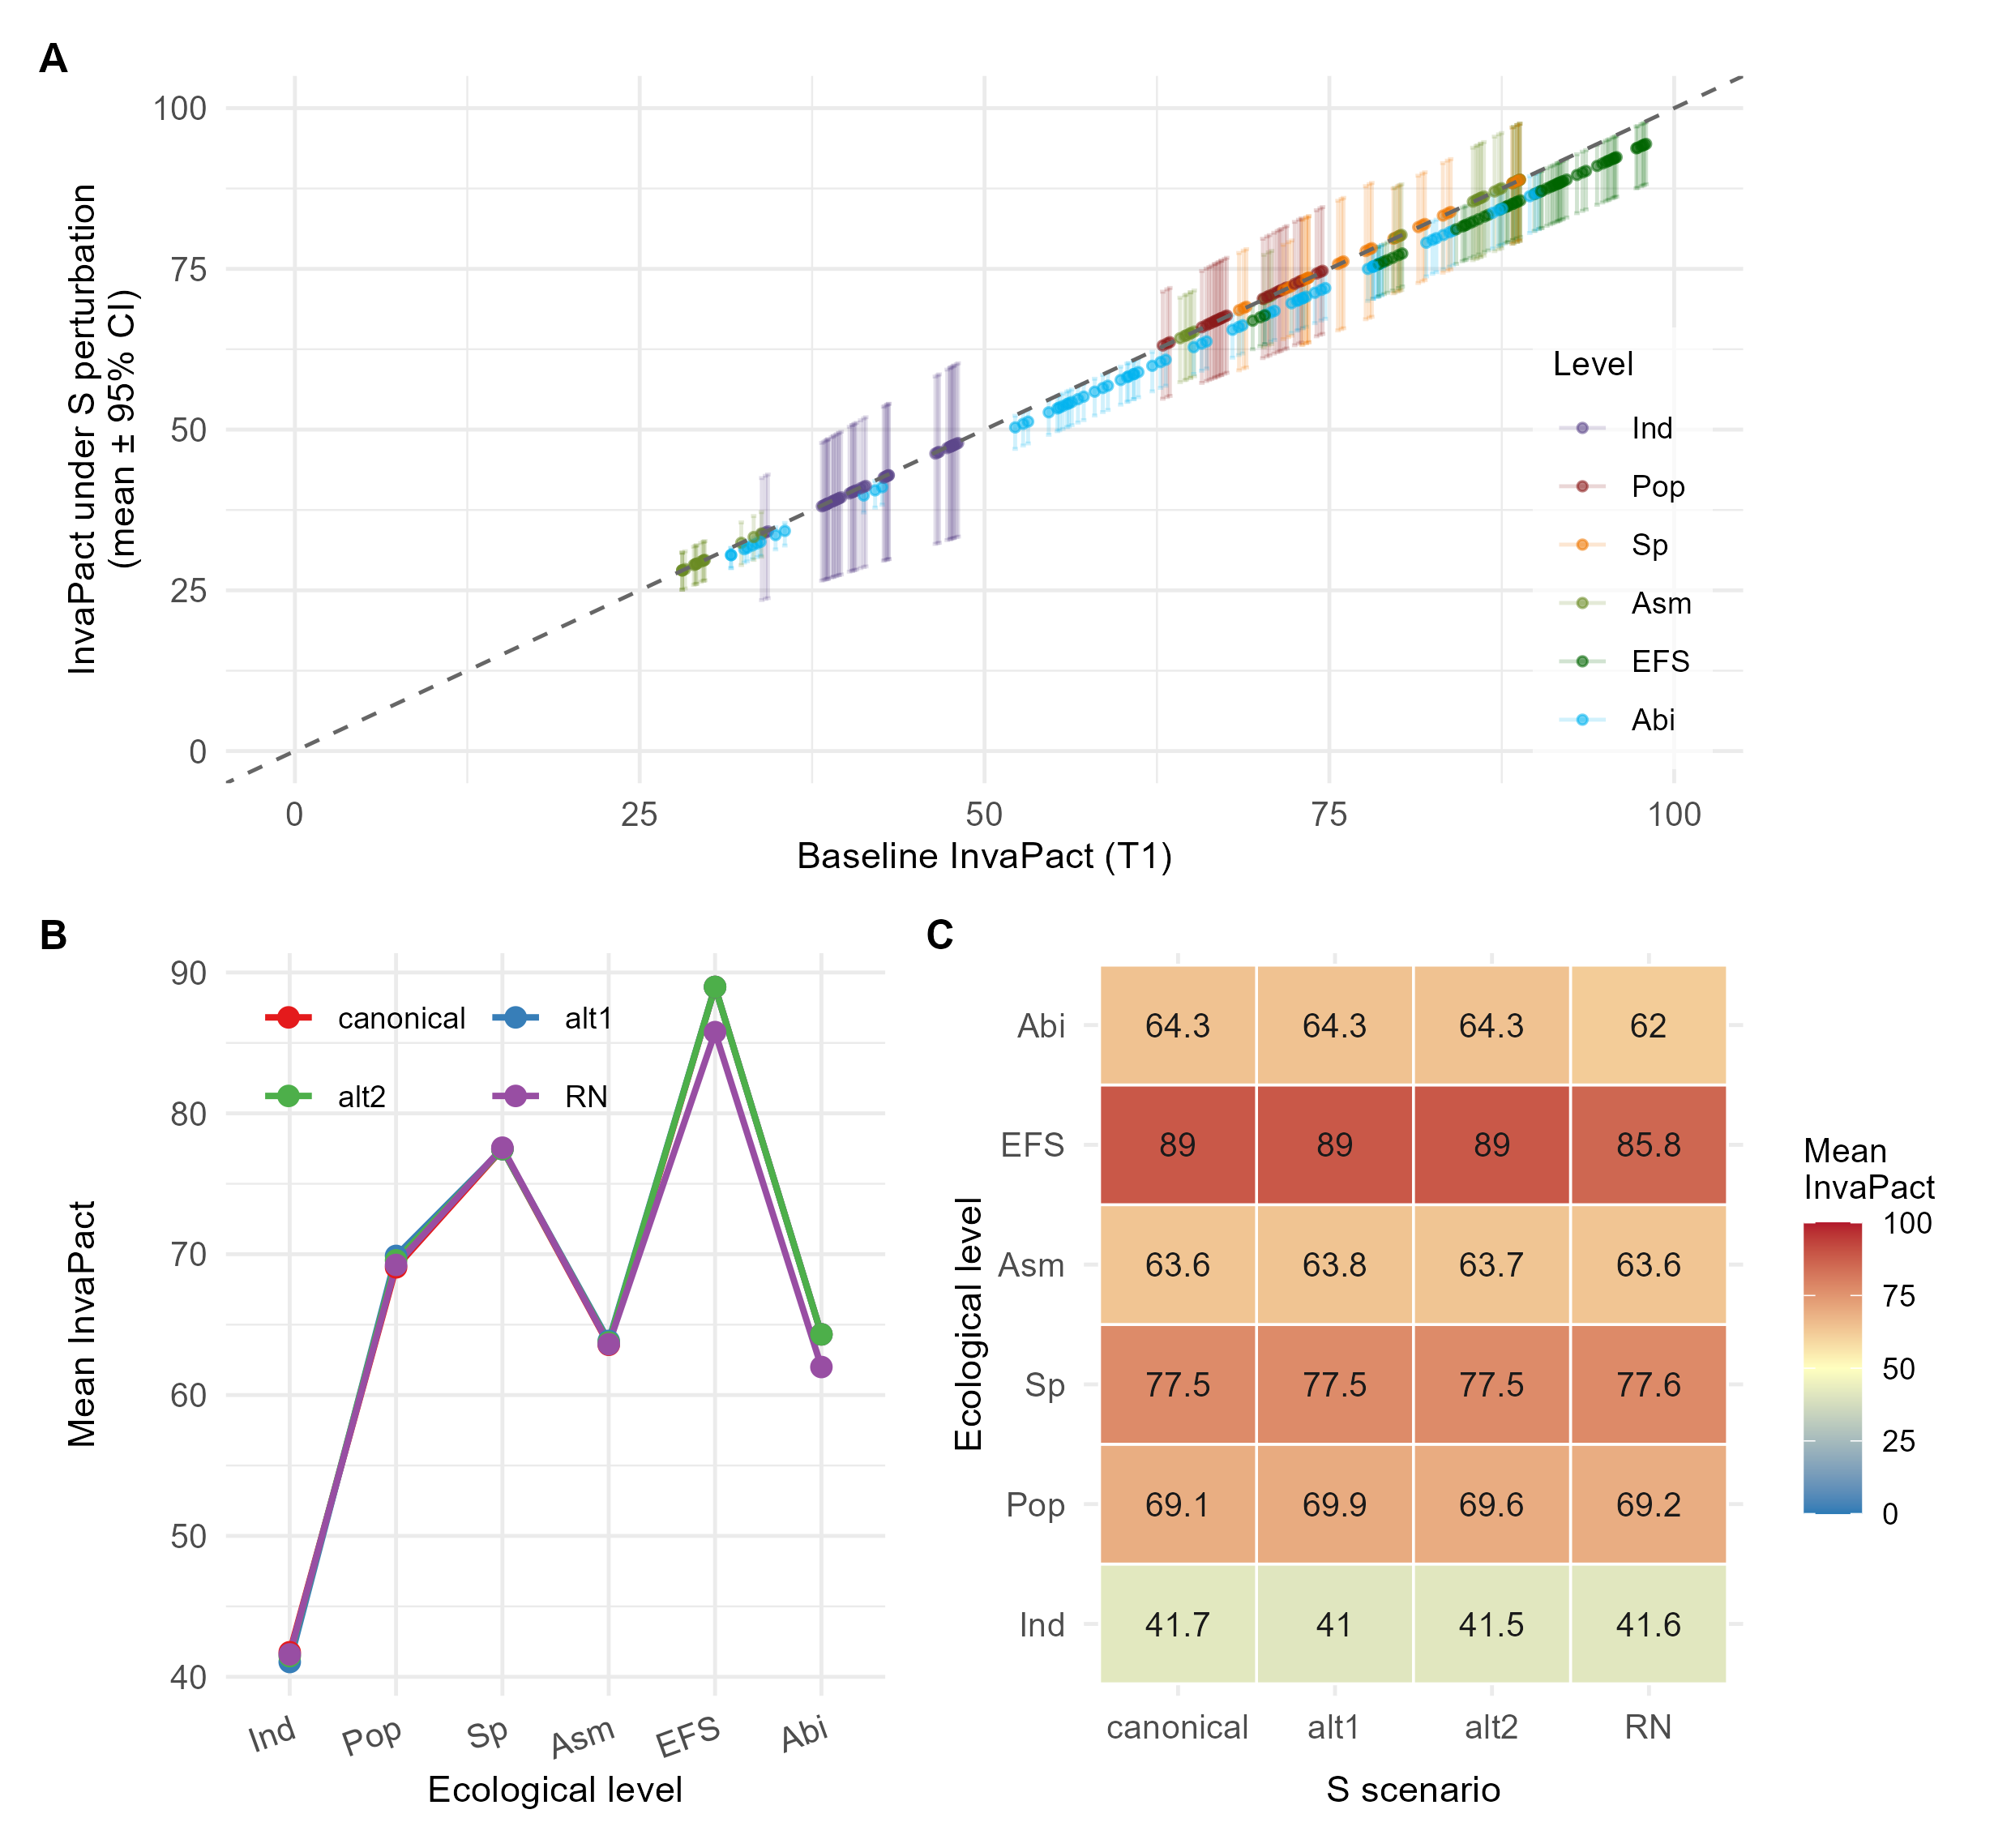 A
InvaPact under S perturbation
(mean ± 95% CI)
100
75
50
25
0
0 25 50 75 100
Baseline InvaPact (T1)
Level
Ind
Pop
Sp
Asm
EFS
Abi
B
Mean InvaPact
90
80
70
60
50
40
canonical alt1
alt2 RN
Ind Pop Sp Asm EFS Abi
Ecological level
C
Ecological level
Abi 64.3 64.3 64.3 62
EFS 89 89 89 85.8
Asm 63.6 63.8 63.7 63.6
Sp 77.5 77.5 77.5 77.6
Pop 69.1 69.9 69.6 69.2
Ind 41.7 41 41.5 41.6
canonical alt1 alt2 RN
S scenario
Mean
InvaPact
100
75
50
25
0